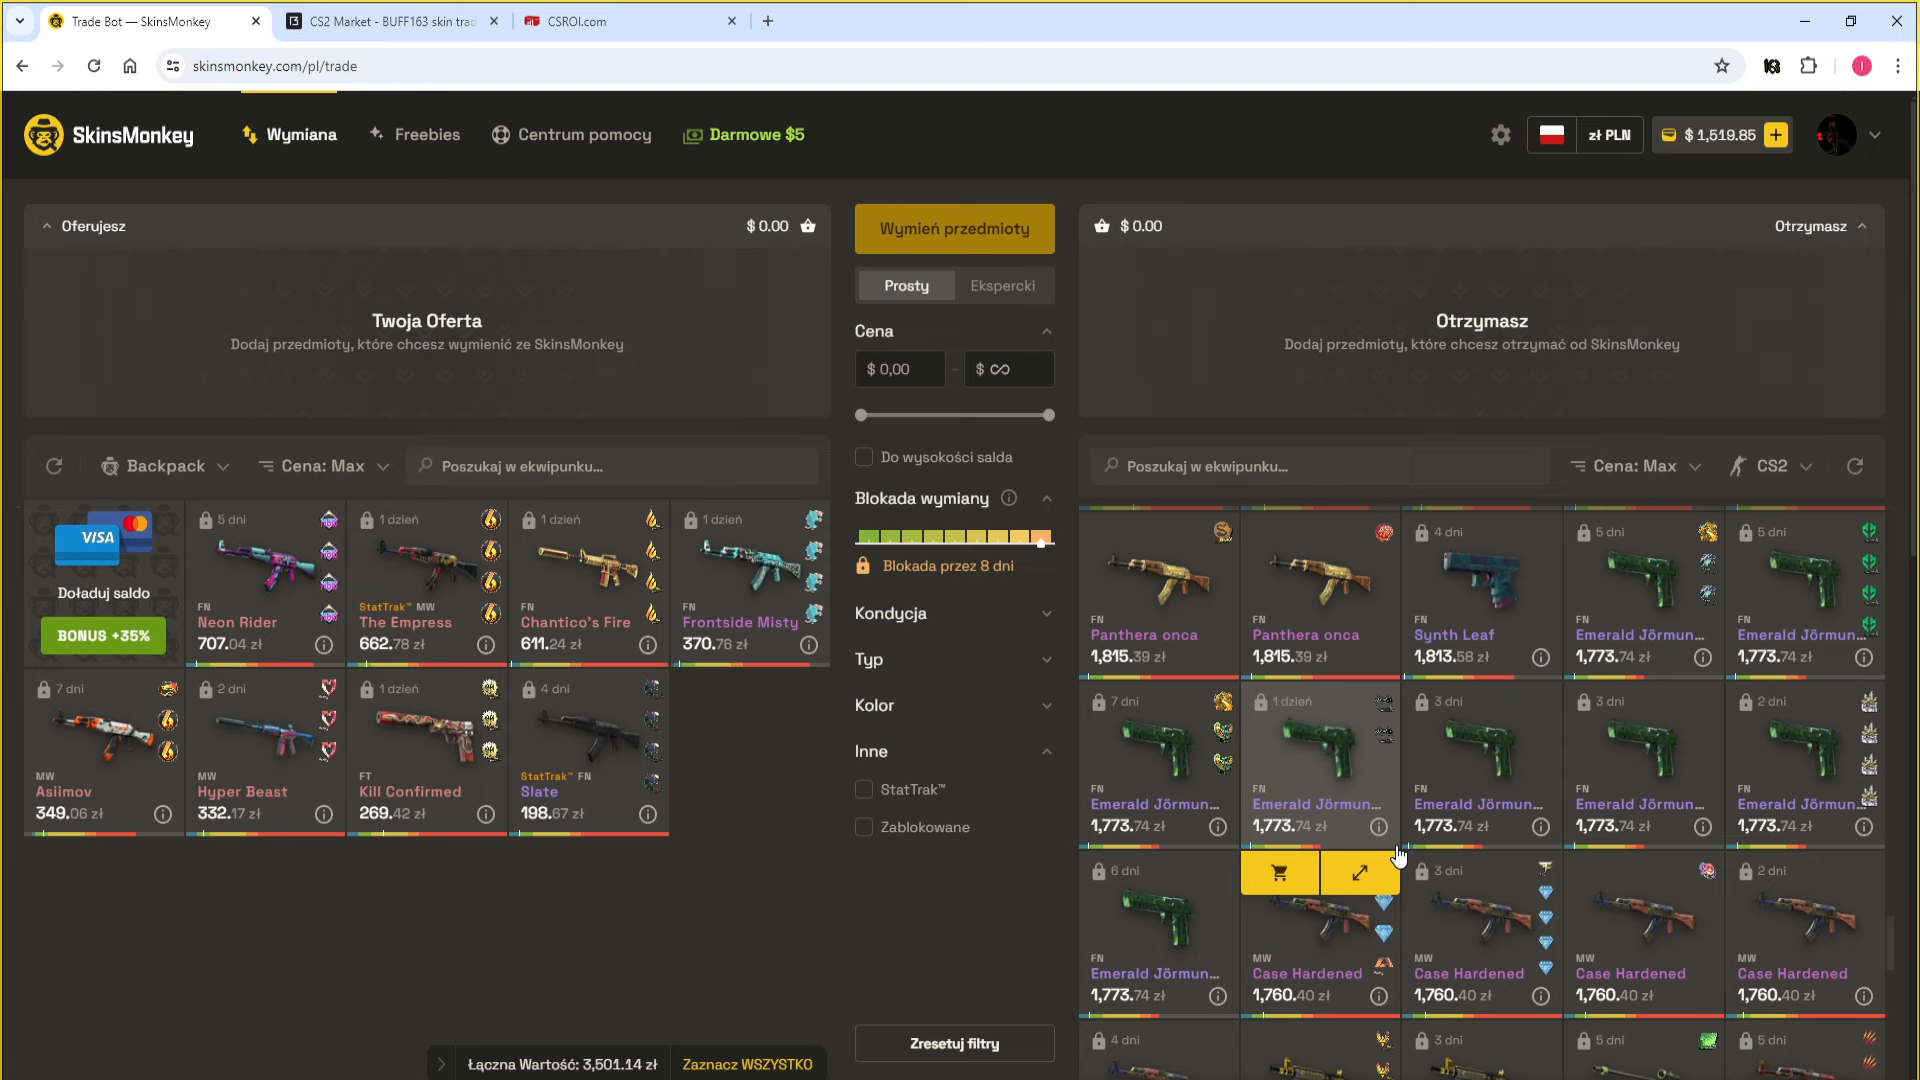 Trade Bot — SkinsMonkey
CS2 Market - BUFF163 skin trac
CSROI.com
skinsmonkey.com/pl/trade
SkinsMonkey
Wymiana
Freebies
Centrum pomocy
Darmowe $5
zł PLN
$ 1,519.85
Oferujesz
$ 0.00
Twoja Oferta
Dodaj przedmioty, które chcesz wymienić ze SkinsMonkey
Wymień przedmioty
Prosty
Ekspercki
Cena
$ 0,00
–
$ ∞
Do wysokości salda
Blokada wymiany
Blokada przez 8 dni
Kondycja
Typ
Kolor
Inne
StatTrak™
Zablokowane
Zresetuj filtry
$ 0.00
Otrzymasz
Otrzymasz
Dodaj przedmioty, które chcesz otrzymać od SkinsMonkey
Backpack
Cena: Max
Poszukaj w ekwipunku...
VISA
Doładuj saldo
BONUS +35%
5 dni
FN
Neon Rider
707.04 zł
1 dzień
StatTrak™ MW
The Empress
662.78 zł
1 dzień
FN
Chantico's Fire
611.24 zł
1 dzień
FN
Frontside Misty
370.76 zł
7 dni
MW
Asiimov
349.06 zł
2 dni
MW
Hyper Beast
332.17 zł
1 dzień
FT
Kill Confirmed
269.42 zł
4 dni
StatTrak™ FN
Slate
198.67 zł
Łączna Wartość: 3,501.14 zł
Zaznacz WSZYSTKO
Poszukaj w ekwipunku...
Cena: Max
CS2
FN
Panthera onca
1,815.39 zł
FN
Panthera onca
1,815.39 zł
4 dni
FN
Synth Leaf
1,813.58 zł
5 dni
FN
Emerald Jörmun...
1,773.74 zł
5 dni
FN
Emerald Jörmun...
1,773.74 zł
7 dni
FN
Emerald Jörmun...
1,773.74 zł
1 dzień
FN
Emerald Jörmun...
1,773.74 zł
3 dni
FN
Emerald Jörmun...
1,773.74 zł
3 dni
FN
Emerald Jörmun...
1,773.74 zł
2 dni
FN
Emerald Jörmun...
1,773.74 zł
6 dni
FN
Emerald Jörmun...
1,773.74 zł
MW
Case Hardened
1,760.40 zł
3 dni
MW
Case Hardened
1,760.40 zł
MW
Case Hardened
1,760.40 zł
2 dni
MW
Case Hardened
1,760.40 zł
4 dni
3 dni
5 dni
5 dni